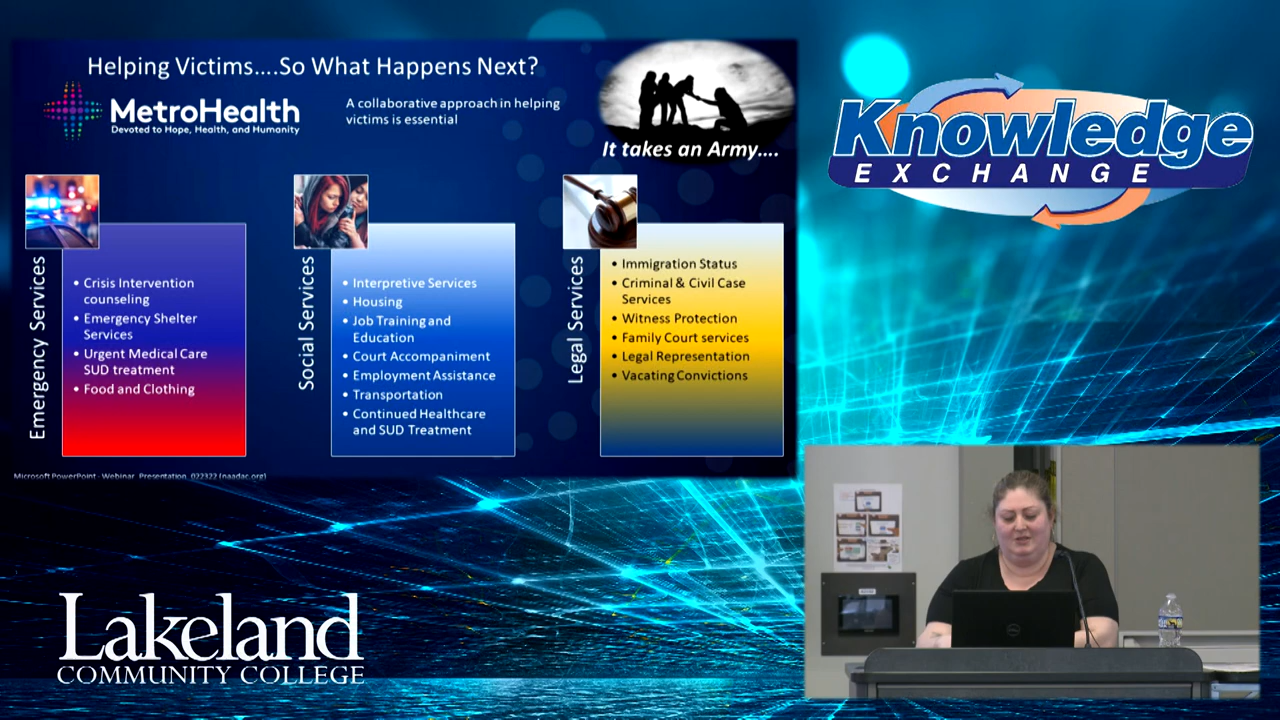 Helping Victims....So What Happens Next?
MetroHealth
Devoted to Hope, Health, and Humanity
A collaborative approach in helping
victims is essential
It takes an Army....
Emergency Services
• Crisis Intervention
counseling
• Emergency Shelter
Services
• Urgent Medical Care
SUD treatment
• Food and Clothing
Social Services
• Interpretive Services
• Housing
• Job Training and
Education
• Court Accompaniment
• Employment Assistance
• Transportation
• Continued Healthcare
and SUD Treatment
Legal Services
• Immigration Status
• Criminal & Civil Case
Services
• Witness Protection
• Family Court services
• Legal Representation
• Vacating Convictions
Microsoft PowerPoint - Webinar_Presentation_022322 (naadac.org)
Knowledge
EXCHANGE
Lakeland
COMMUNITY COLLEGE
DELL